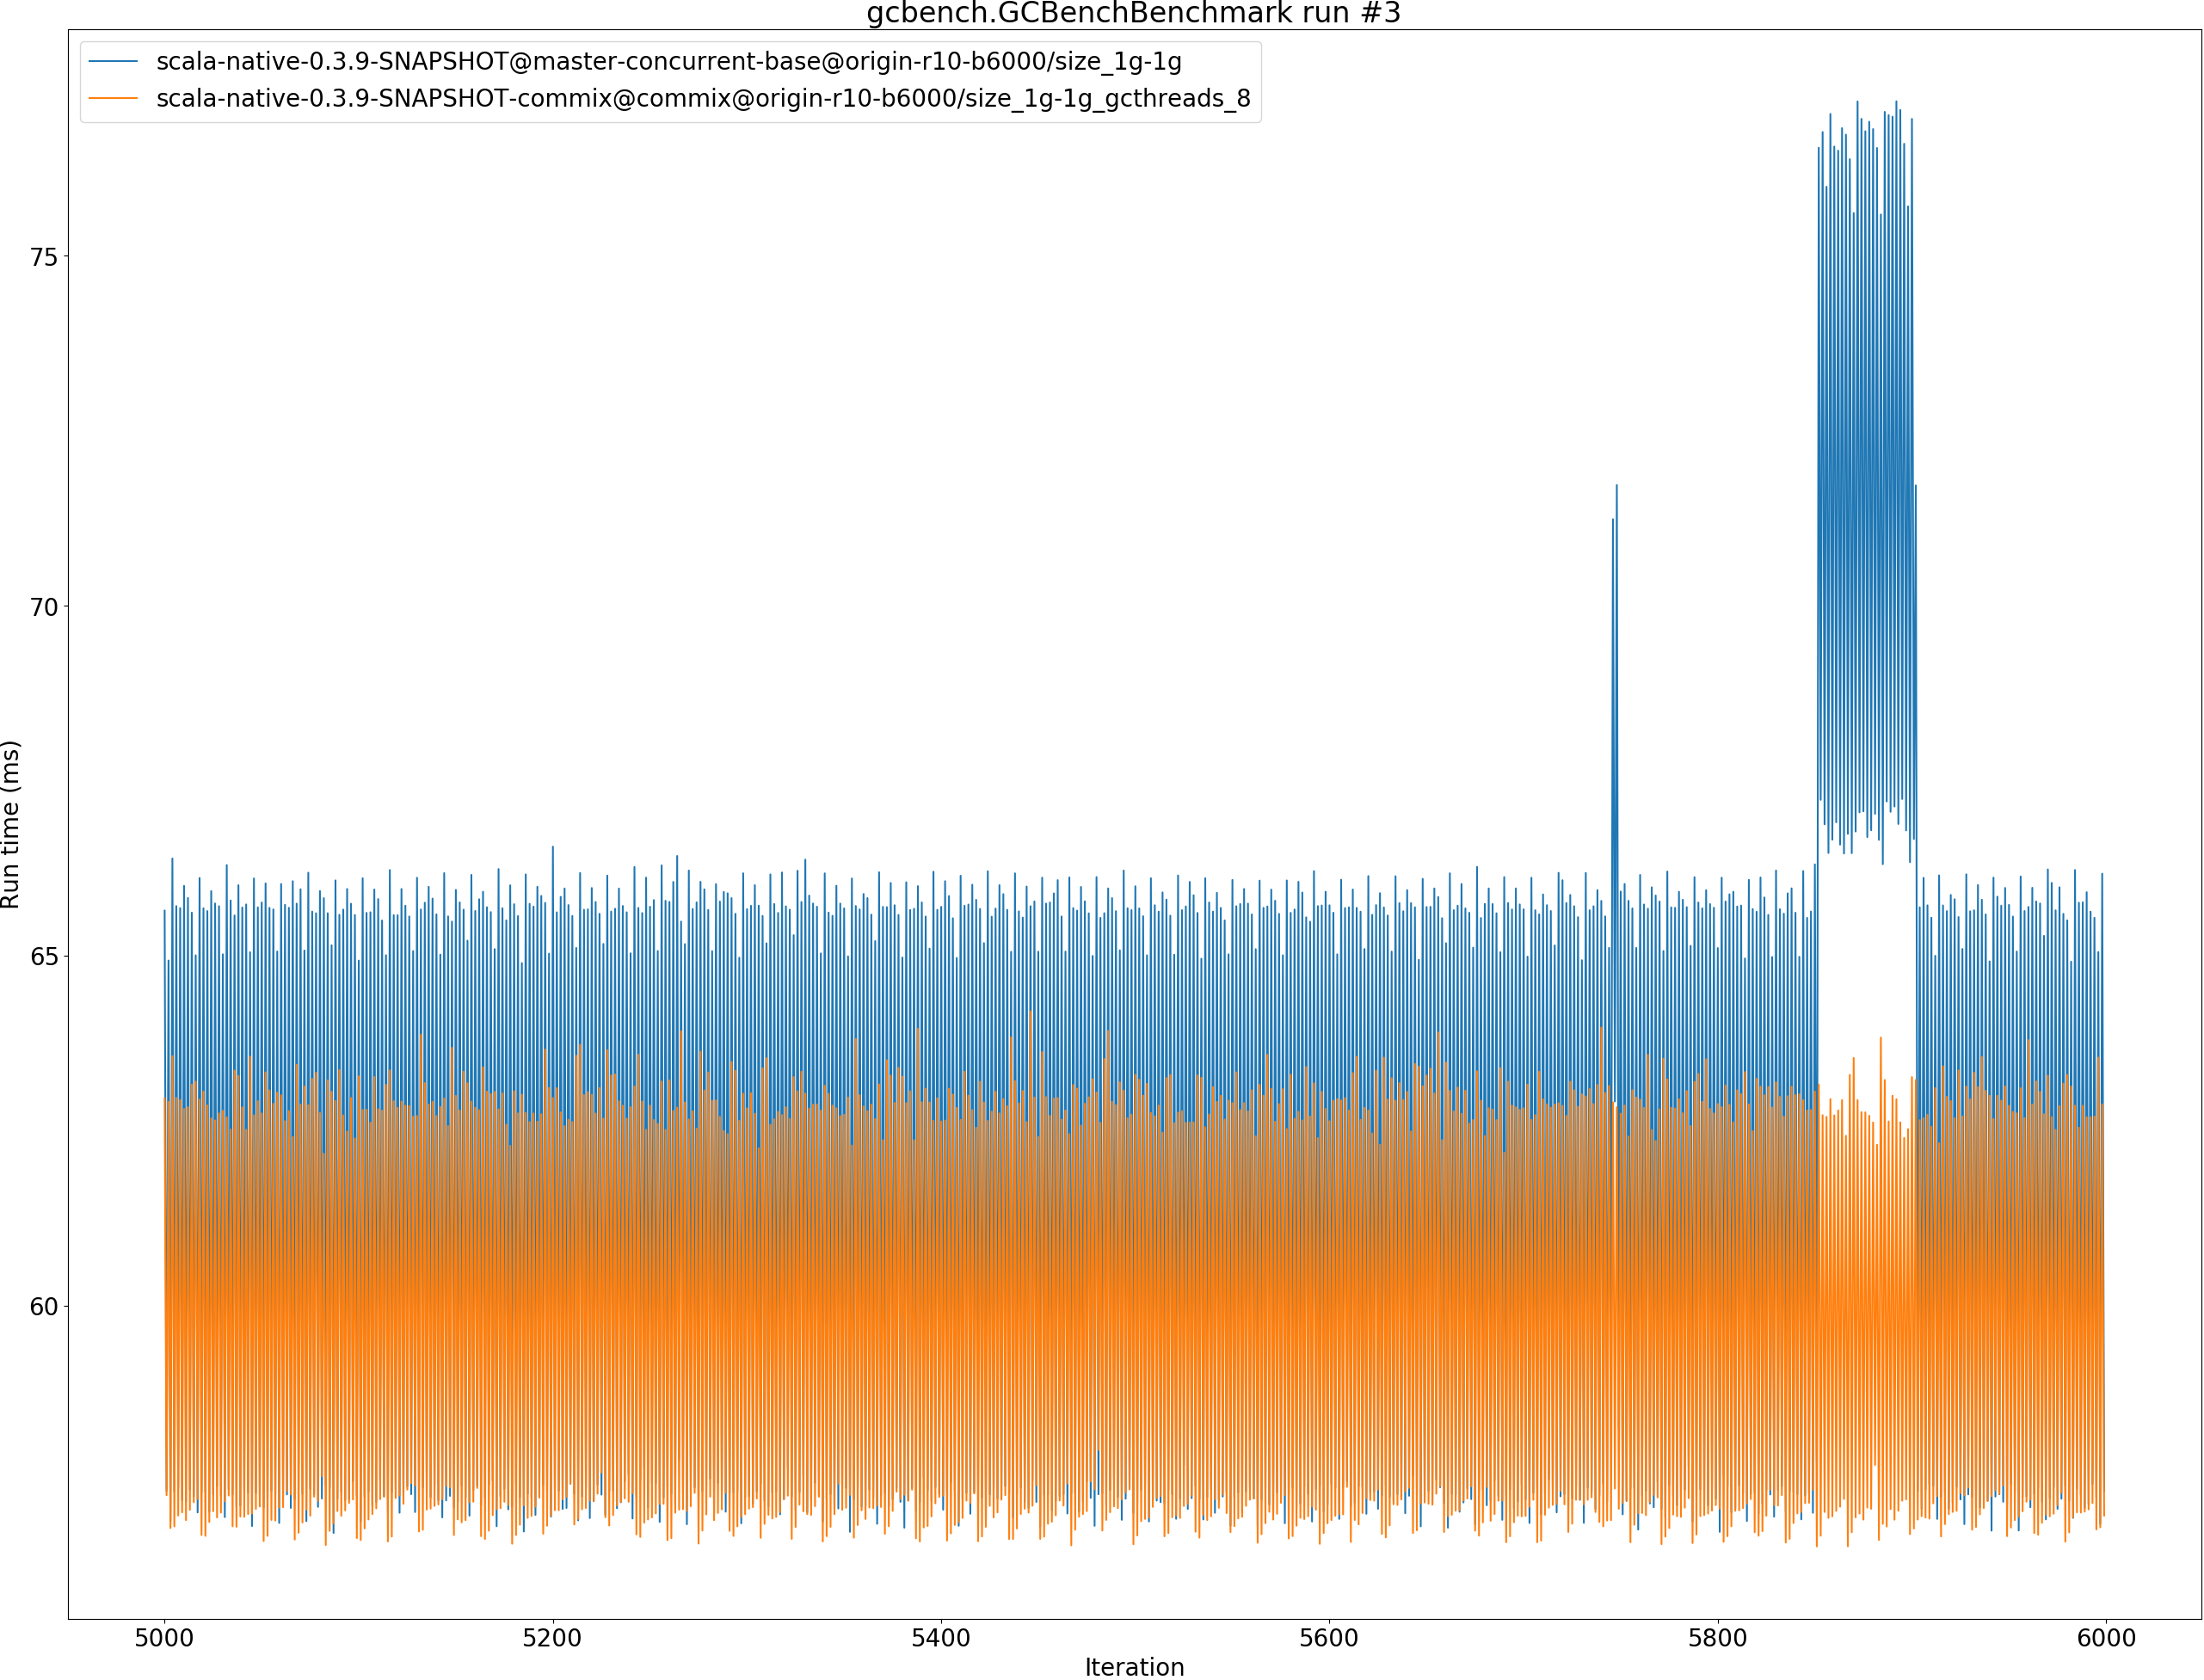 gcbench.GCBenchBenchmark run #3
scala-native-0.3.9-SNAPSHOT@master-concurrent-base@origin-r10-b6000/size_1g-1g
scala-native-0.3.9-SNAPSHOT-commix@commix@origin-r10-b6000/size_1g-1g_gcthreads_8
75
70
65
60
Run time (ms)
5000
5200
5400
5600
5800
6000
Iteration